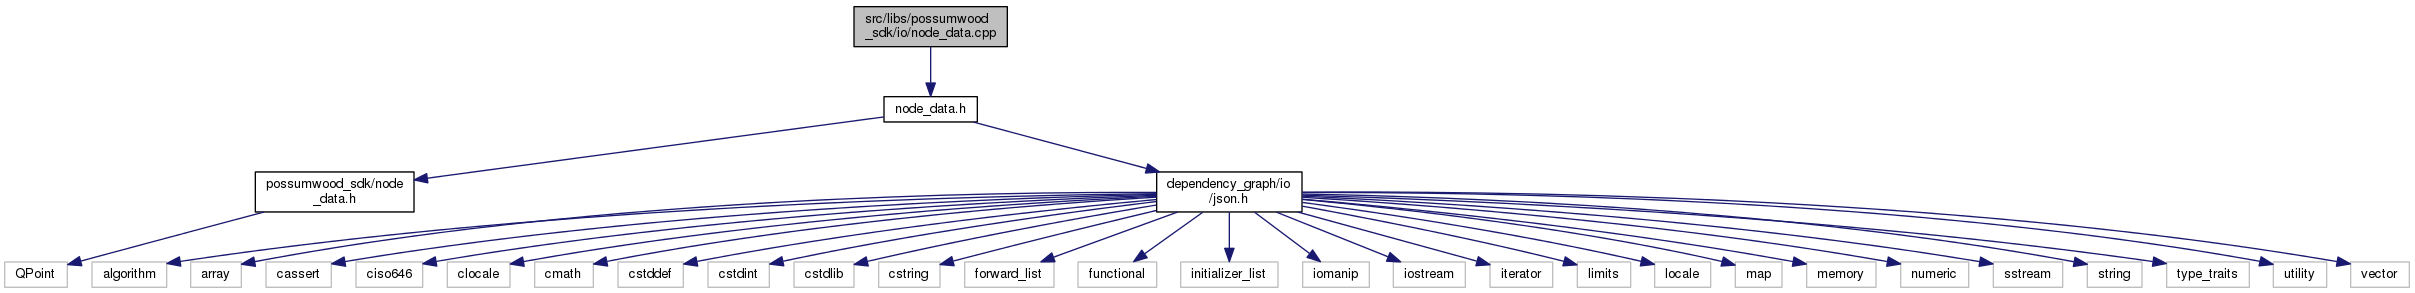 src/libs/possumwood
_sdk/io/node_data.cpp
node_data.h
possumwood_sdk/node
_data.h
dependency_graph/io
/json.h
QPoint
algorithm
array
cassert
ciso646
clocale
cmath
cstddef
cstdint
cstdlib
cstring
forward_list
functional
initializer_list
iomanip
iostream
iterator
limits
locale
map
memory
numeric
sstream
string
type_traits
utility
vector